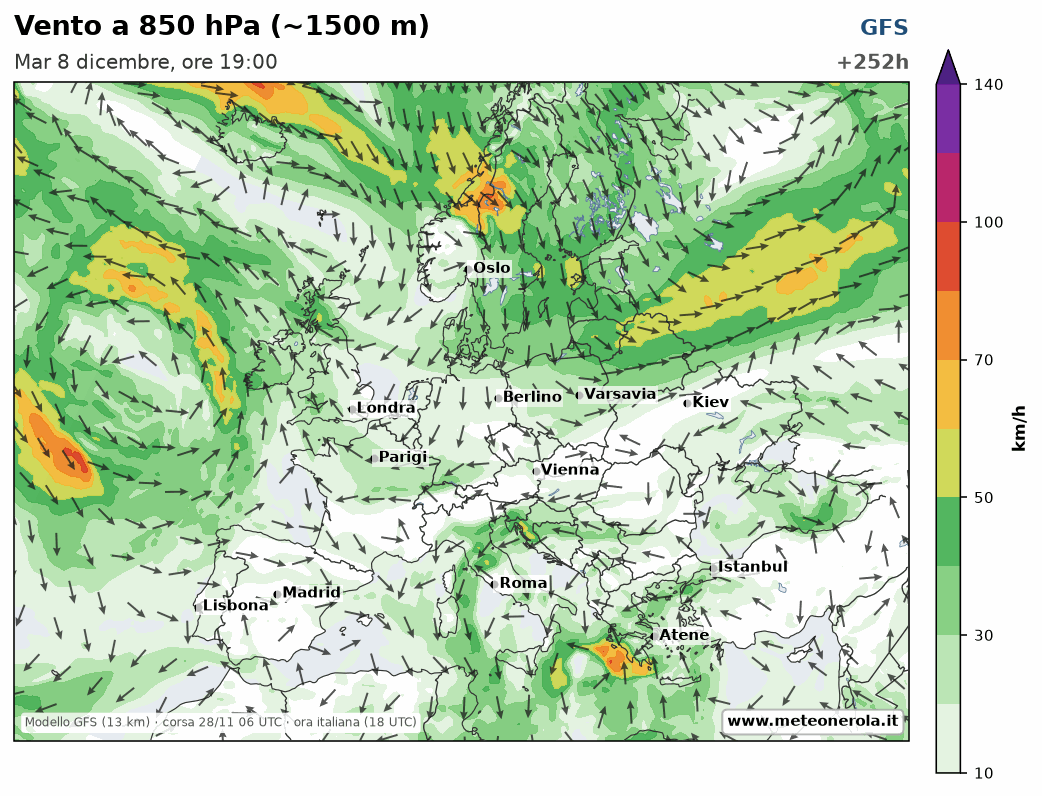 Vento a 850 hPa (~1500 m)
GFS
Mar 8 dicembre, ore 19:00
+252h
140
100
70
50
30
10
km/h
Oslo
Berlino
Varsavia
Londra
Kiev
Parigi
Vienna
Istanbul
Roma
Madrid
Lisbona
Atene
Modello GFS (13 km) · corsa 28/11 06 UTC · ora italiana (18 UTC)
www.meteonerola.it